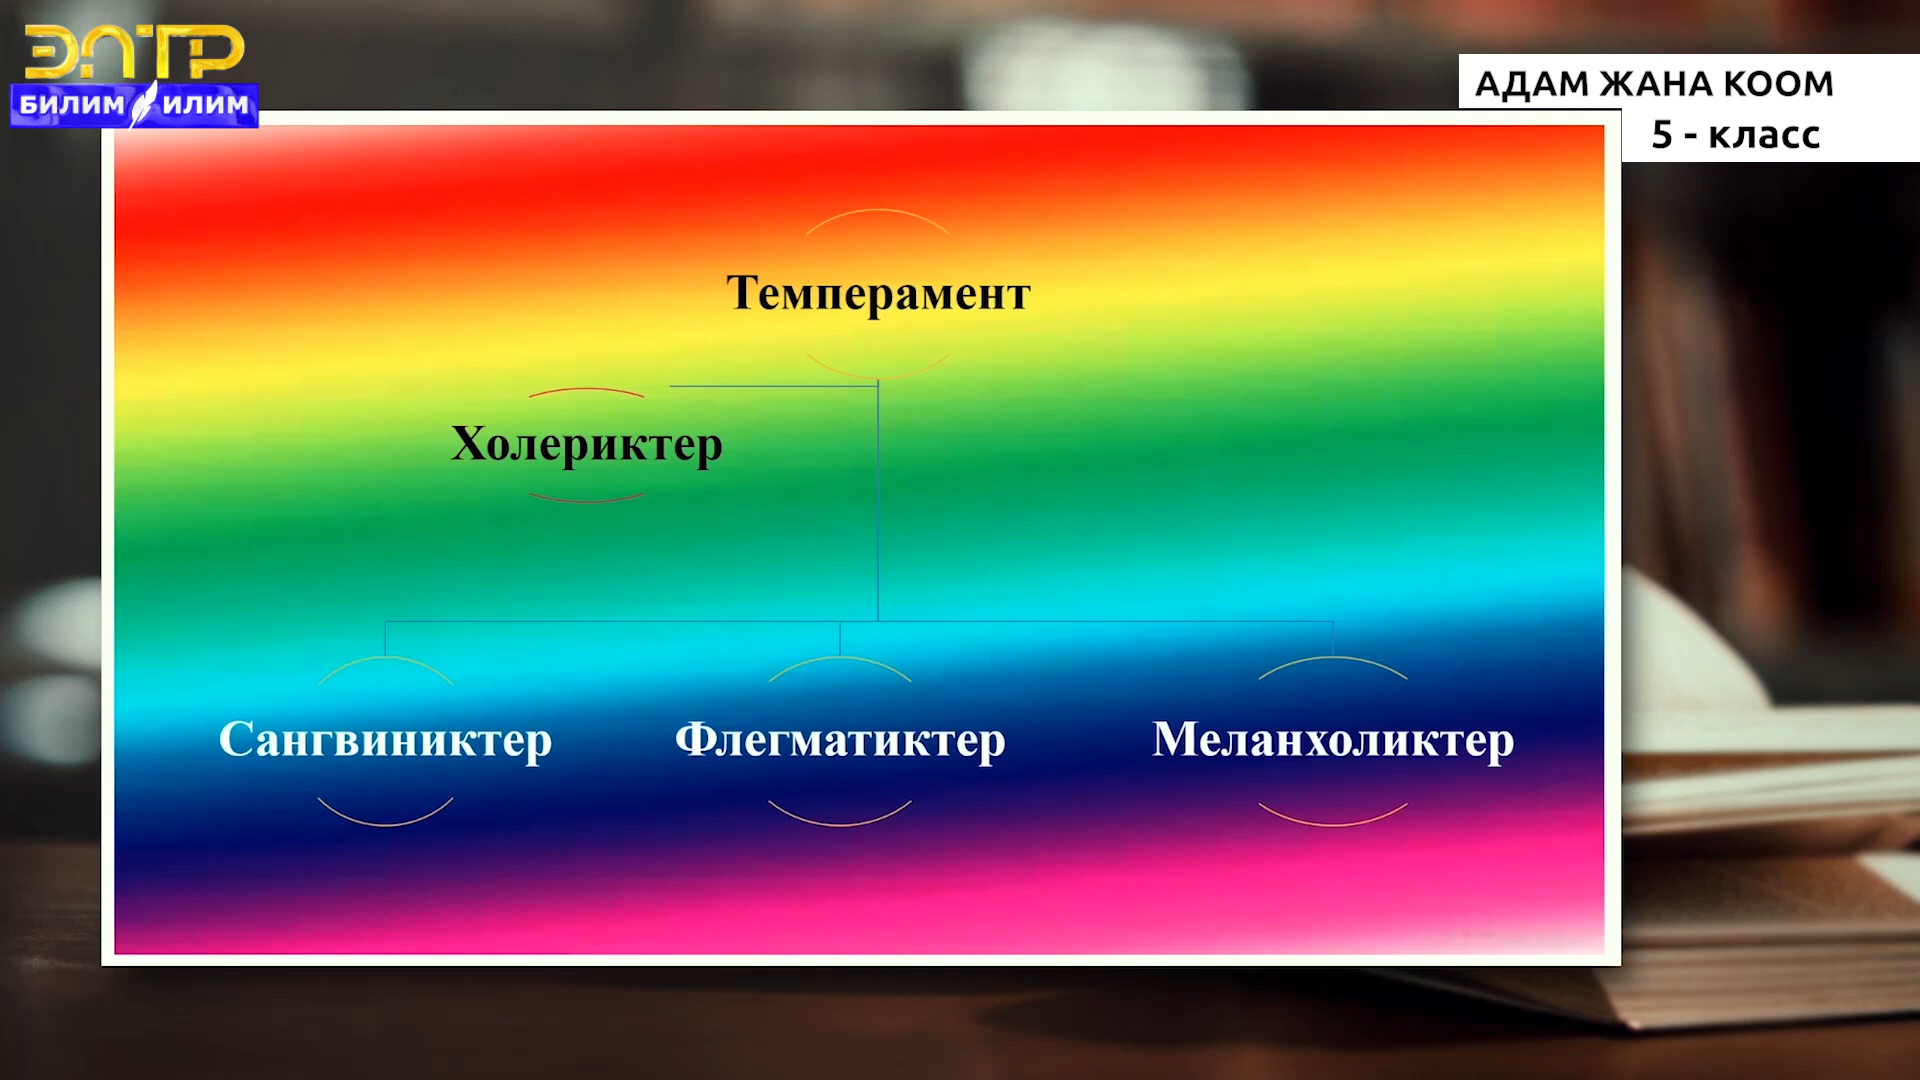 ЭЛТР
БИЛИМ ИЛИМ
АДАМ ЖАНА КООМ
5 - класс
Темперамент
Холериктер
Сангвиниктер
Флегматиктер
Меланхоликтер